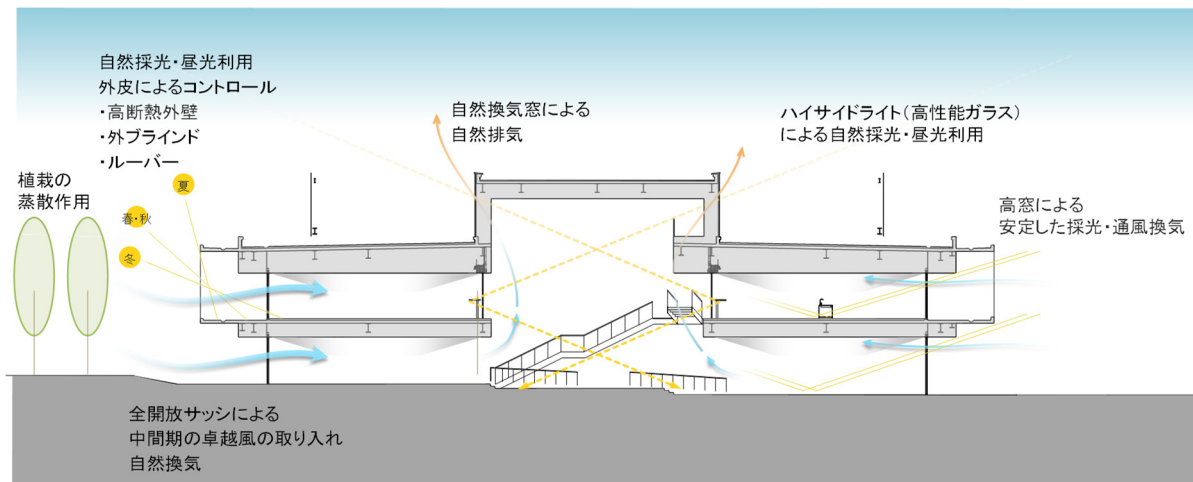 自然採光・昼光利用
外皮によるコントロール
・高断熱外壁
・外ブラインド
・ルーバー
自然換気窓による
自然排気
ハイサイドライト（高性能ガラス）
による自然採光・昼光利用
植栽の
蒸散作用
夏
春・秋
冬
高窓による
安定した採光・通風換気
全開放サッシによる
中間期の卓越風の取り入れ
自然換気